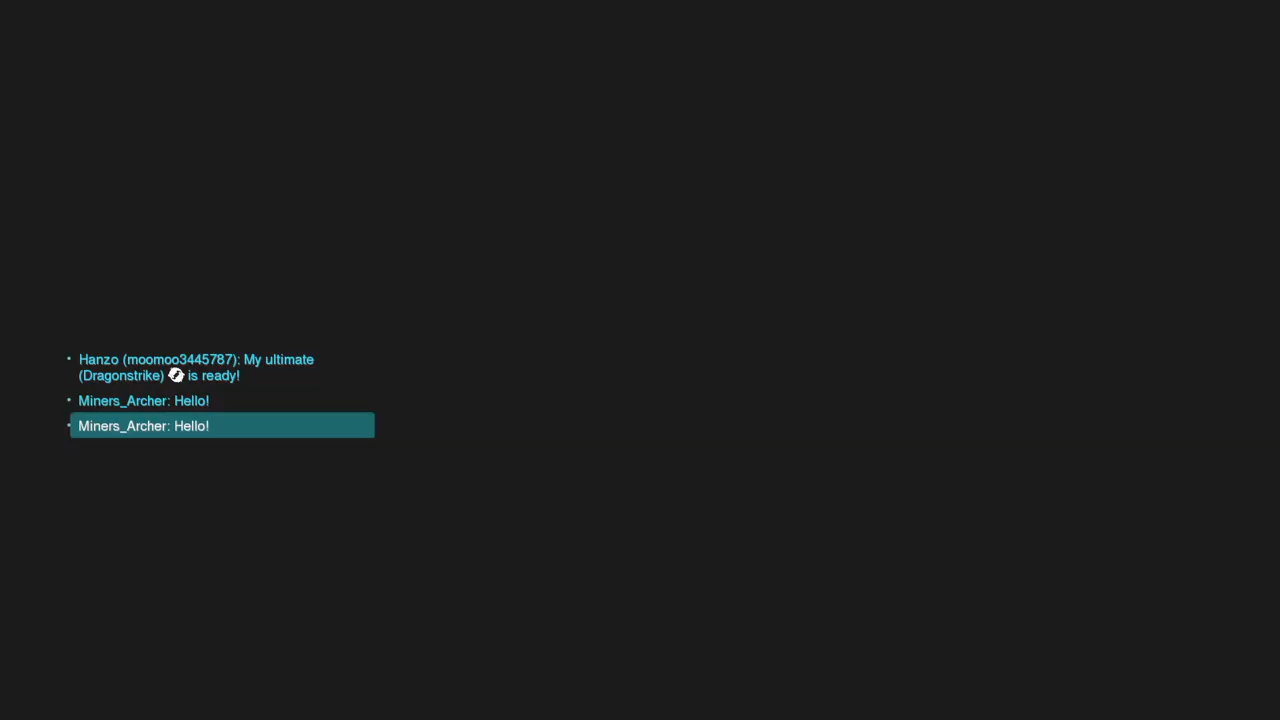 • Hanzo (moomoo3445787): My ultimate
(Dragonstrike) is ready!
• Miners_Archer: Hello!
• Miners_Archer: Hello!